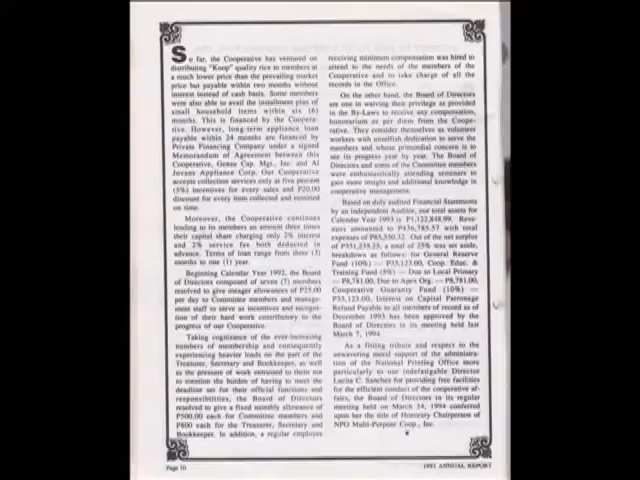 So far, the Cooperative has ventured on
distributing "Koop" quality rice to members at
a much lower price than the prevailing market
price but payable within two months without
interest instead of cash basis. Some members
were also able to avail the installment plan of
small household items within six (6)
months. This is financed by the Coopera-
tive. However, long-term appliance loan
payable within 24 months are financed by
Private Financing Company under a signed
Memorandum of Agreement between this
Cooperative, Gensu Cap. Mgt., Inc. and Al
Jovans Appliance Corp. Our Cooperative
accepts collection services only at five percent
(5%) incentives for every sales and P20.00
discount for every item collected and remitted
on time.
Moreover, the Cooperative continues
lending to its members an amount three times
their capital share charging only 2% interest
and 2% service fee both deducted in
advance. Terms of loan range from three (3)
months to one (1) year.
Beginning Calendar Year 1992, the Board
of Directors composed of seven (7) members
resolved to give meager allowances of P25.00
per day to Committee members and manage-
ment staff to serve as incentives and recogni-
tion of their hard work contributory to the
progress of our Cooperative.
Taking cognizance of the ever-increasing
numbers of membership and consequently
experiencing heavier loads on the part of the
Treasurer, Secretary and Bookkeeper, as well
as the pressure of work entrusted to them not
to mention the burden of having to meet the
deadline set for their official functions and
responsibilities, the Board of Directors
resolved to give a fixed monthly allowance of
P500.00 each for Committee members and
P800 each for the Treasurer, Secretary and
Bookkeeper. In addition, a regular employee
receiving minimum compensation was hired to
attend to the needs of the members of the
Cooperative and to take charge of all the
records in the Office.
On the other hand, the Board of Directors
are one in waiving their privilege as provided
in the By-Laws to receive any compensation,
honorarium or per diem from the Coope-
rative. They consider themselves as volunteer
workers with unselfish dedication to serve the
members and whose primordial concern is to
see its progress year by year. The Board of
Directors and some of the Committee members
were enthusiastically attending seminars to
gain more insight and additional knowledge in
cooperative management.
Based on duly audited Financial Statements
by an independent Auditor, our total assets for
Calendar Year 1993 is P1,122,848.99. Reve-
nues amounted to P436,785.57 with total
expenses of P85,550.32. Out of the net surplus
of P351,235.25, a total of 25% was set aside,
breakdown as follows: for General Reserve
Fund (10%) — P35,123.00, Coop. Educ. &
Training Fund (5%) — Due to Local Primary
— P8,781.00, Due to Apex Org. — P8,781.00,
Cooperative Guaranty Fund (10%) —
P35,123.00. Interest on Capital Patronage
Refund Payable to all members of record as of
December 1993 has been approved by the
Board of Directors in its meeting held last
March 7, 1994.
As a fitting tribute and respect to the
unwavering moral support of the administra-
tion of the National Printing Office more
particularly to our indefatigable Director
Lucita C. Sanchez for providing free facilities
for the efficient conduct of the cooperative af-
fairs, the Board of Directors in its regular
meeting held on March 24, 1994 conferred
upon her the title of Honorary Chairperson of
NPO Multi-Purpose Coop., Inc.
Page 10
1993 ANNUAL REPORT